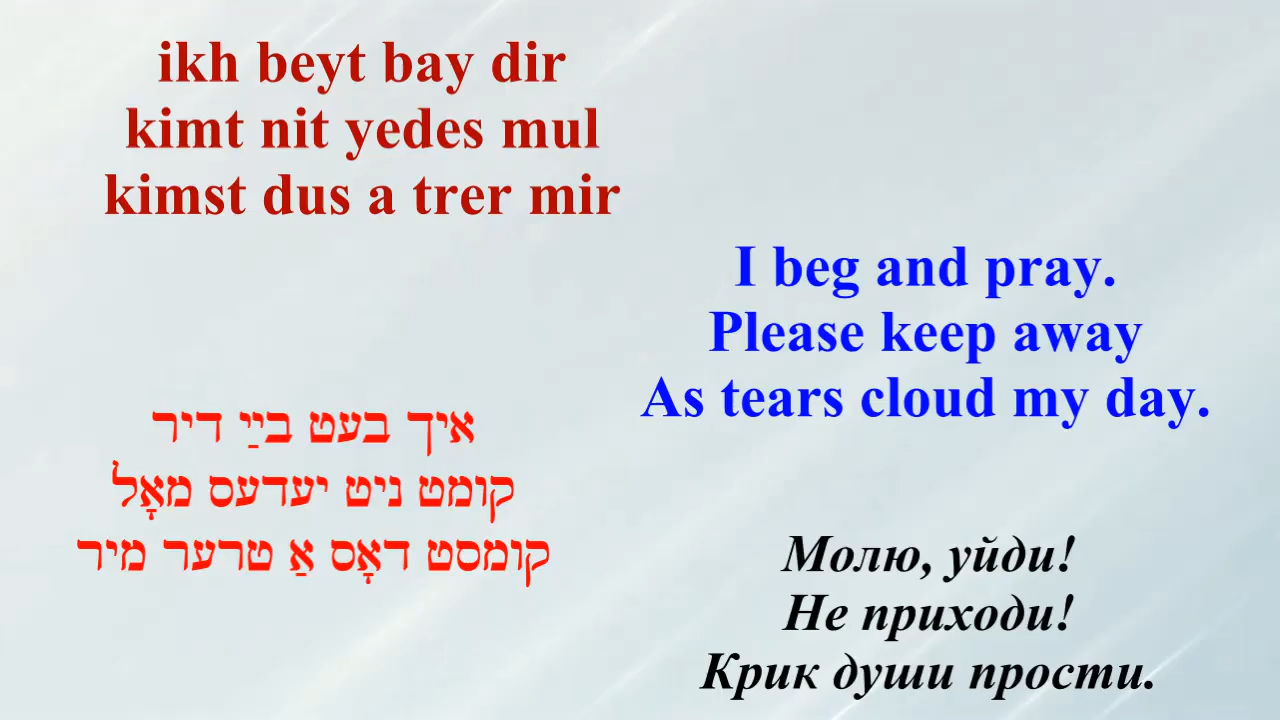 ikh beyt bay dir
kimt nit yedes mul
kimst dus a trer mir
I beg and pray.
Please keep away
As tears cloud my day.
איך בעט בײַ דיר
קומט ניט יעדעס מאָל
קומסט דאָס אַ טרער מיר
Молю, уйди!
Не приходи!
Крик души прости.